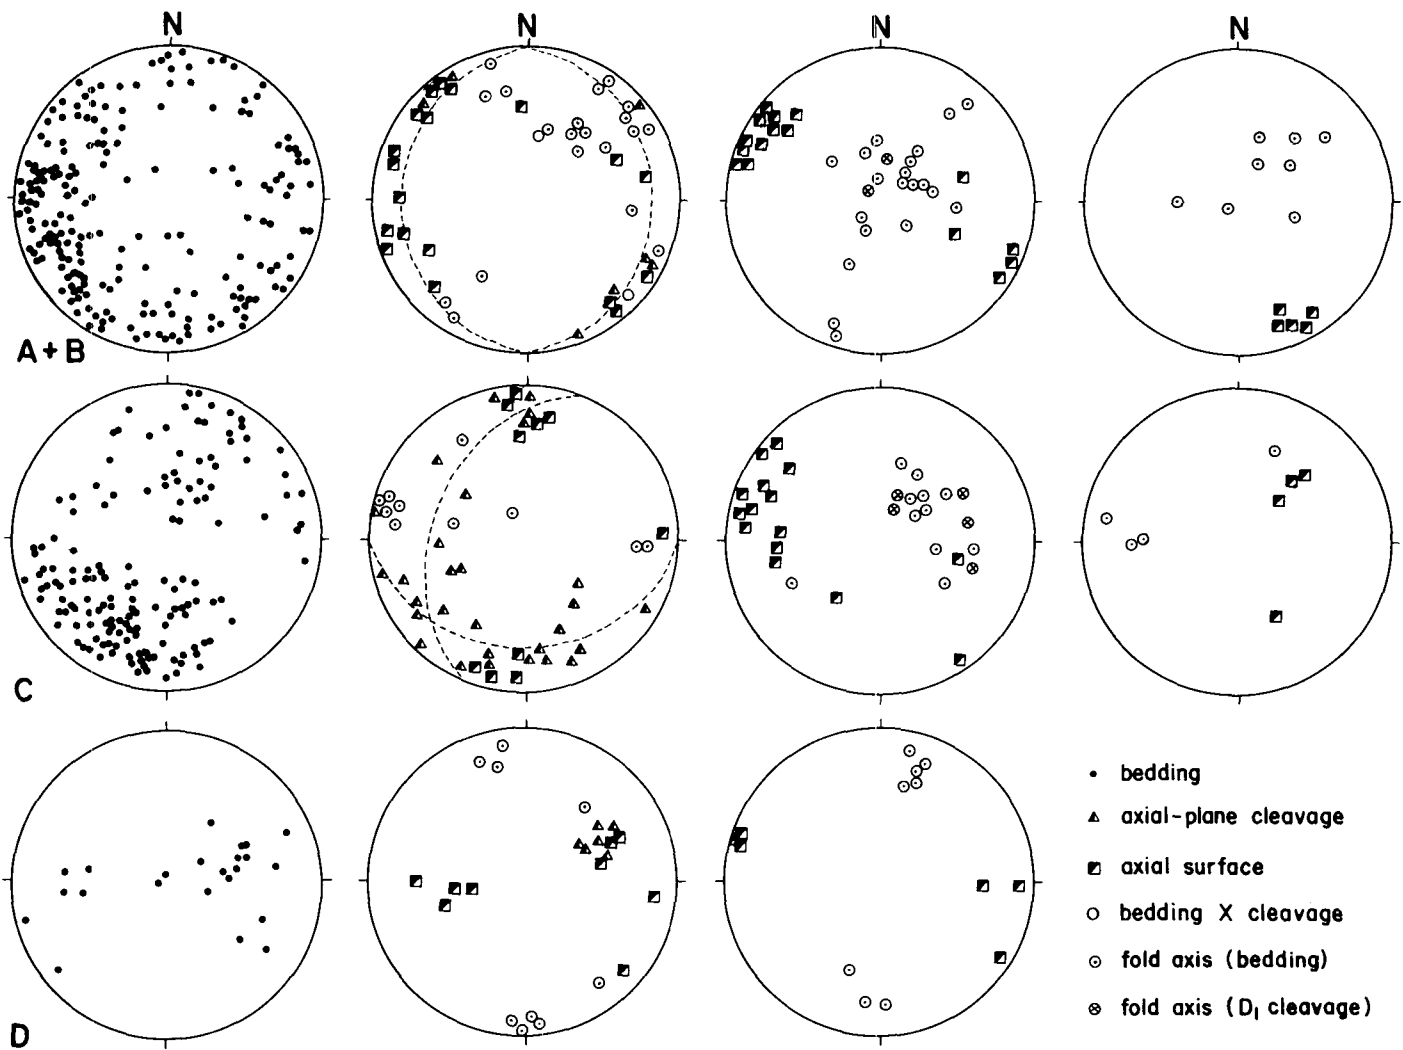 N N N N
A + B
C
D
bedding
axial-plane cleavage
axial surface
bedding X cleavage
fold axis (bedding)
fold axis (D₁ cleavage)